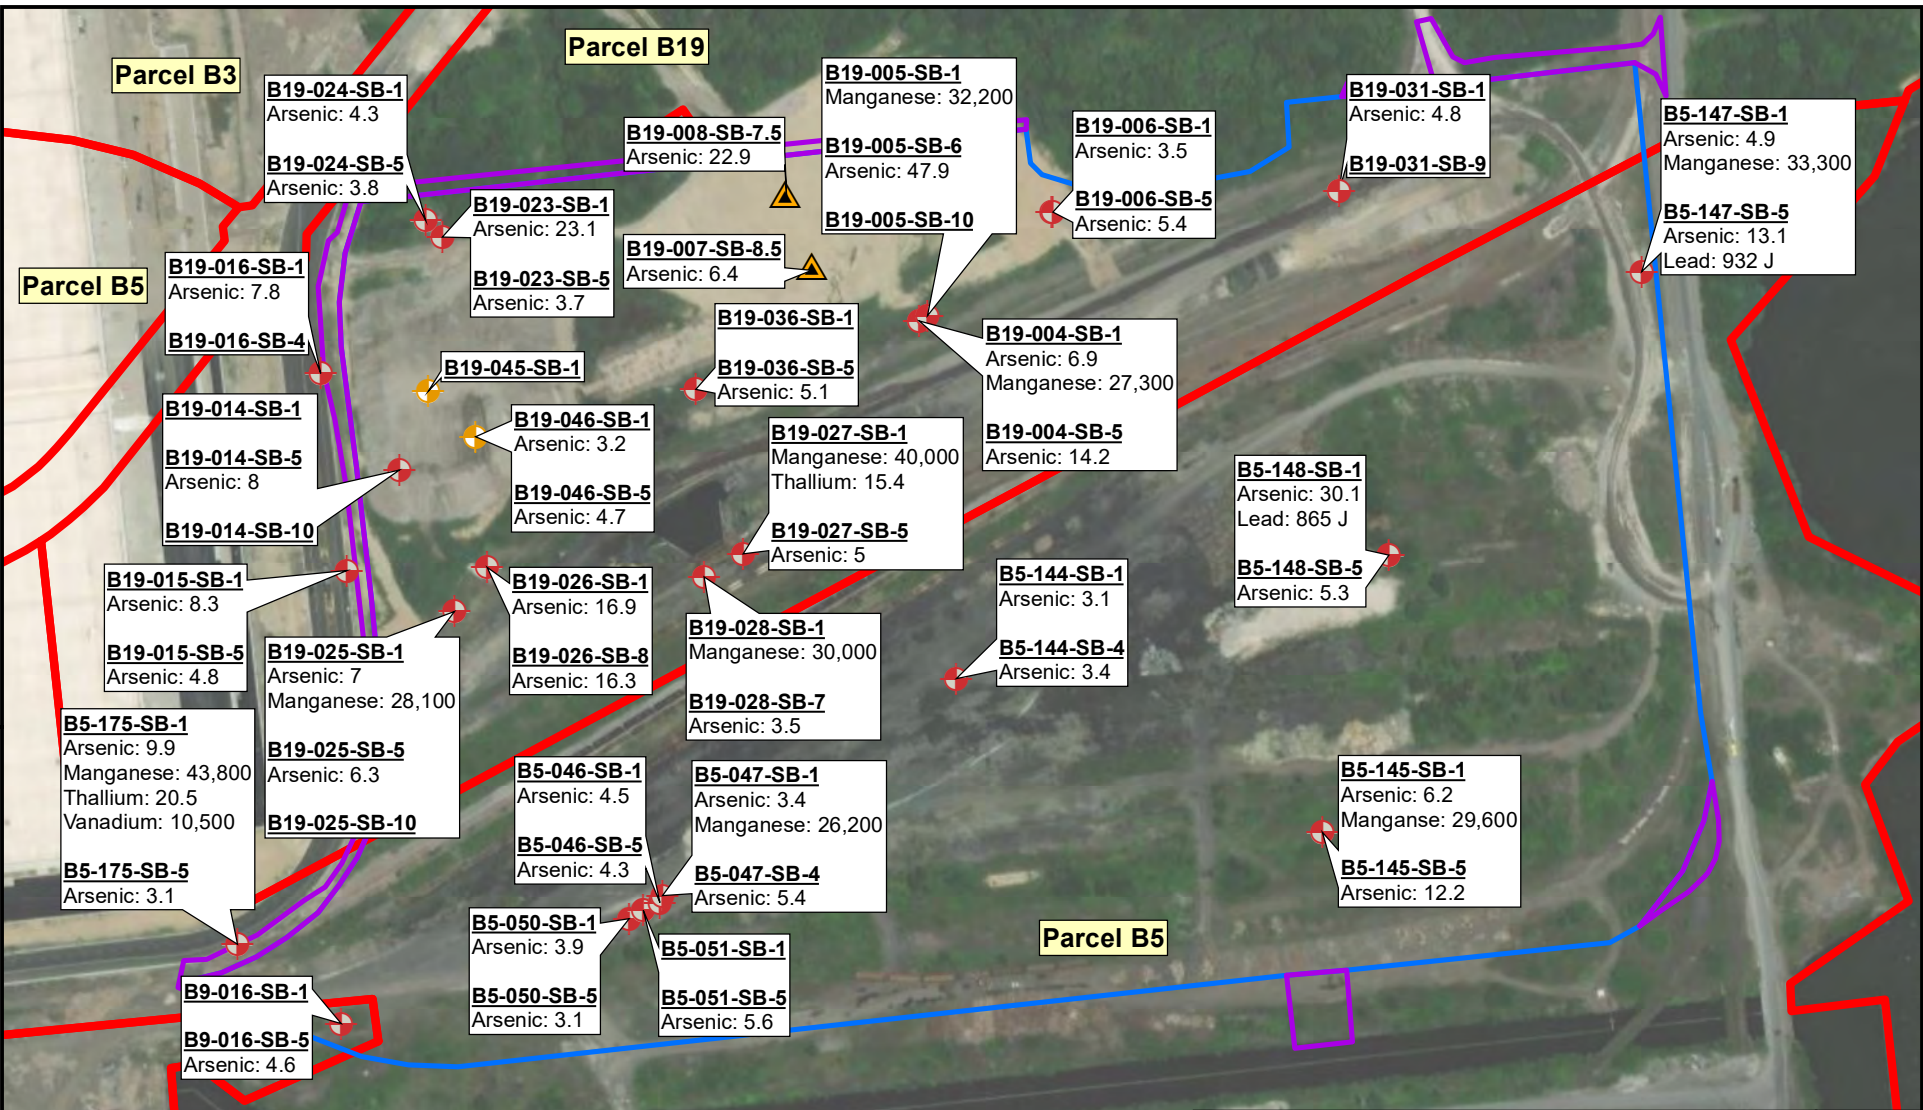 Parcel B19
Parcel B3
B19-024-SB-1
Arsenic: 4.3
B19-024-SB-5
Arsenic: 3.8
B19-008-SB-7.5
Arsenic: 22.9
B19-005-SB-1
Manganese: 32,200
B19-005-SB-6
Arsenic: 47.9
B19-005-SB-10
B19-006-SB-1
Arsenic: 3.5
B19-006-SB-5
Arsenic: 5.4
B19-031-SB-1
Arsenic: 4.8
B19-031-SB-9
B5-147-SB-1
Arsenic: 4.9
Manganese: 33,300
B5-147-SB-5
Arsenic: 13.1
Lead: 932 J
B19-023-SB-1
Arsenic: 23.1
B19-023-SB-5
Arsenic: 3.7
B19-007-SB-8.5
Arsenic: 6.4
Parcel B5
B19-016-SB-1
Arsenic: 7.8
B19-016-SB-4
B19-036-SB-1
B19-036-SB-5
Arsenic: 5.1
B19-004-SB-1
Arsenic: 6.9
Manganese: 27,300
B19-004-SB-5
Arsenic: 14.2
B19-045-SB-1
B19-014-SB-1
B19-014-SB-5
Arsenic: 8
B19-014-SB-10
B19-046-SB-1
Arsenic: 3.2
B19-046-SB-5
Arsenic: 4.7
B19-027-SB-1
Manganese: 40,000
Thallium: 15.4
B19-027-SB-5
Arsenic: 5
B5-148-SB-1
Arsenic: 30.1
Lead: 865 J
B5-148-SB-5
Arsenic: 5.3
B19-015-SB-1
Arsenic: 8.3
B19-015-SB-5
Arsenic: 4.8
B19-026-SB-1
Arsenic: 16.9
B19-026-SB-8
Arsenic: 16.3
B5-144-SB-1
Arsenic: 3.1
B5-144-SB-4
Arsenic: 3.4
B19-028-SB-1
Manganese: 30,000
B19-028-SB-7
Arsenic: 3.5
B19-025-SB-1
Arsenic: 7
Manganese: 28,100
B19-025-SB-5
Arsenic: 6.3
B19-025-SB-10
B5-175-SB-1
Arsenic: 9.9
Manganese: 43,800
Thallium: 20.5
Vanadium: 10,500
B5-175-SB-5
Arsenic: 3.1
B5-046-SB-1
Arsenic: 4.5
B5-046-SB-5
Arsenic: 4.3
B5-047-SB-1
Arsenic: 3.4
Manganese: 26,200
B5-047-SB-4
Arsenic: 5.4
B5-145-SB-1
Arsenic: 6.2
Manganse: 29,600
B5-145-SB-5
Arsenic: 12.2
B5-050-SB-1
Arsenic: 3.9
B5-050-SB-5
Arsenic: 3.1
B5-051-SB-1
B5-051-SB-5
Arsenic: 5.6
Parcel B5
B9-016-SB-1
B9-016-SB-5
Arsenic: 4.6